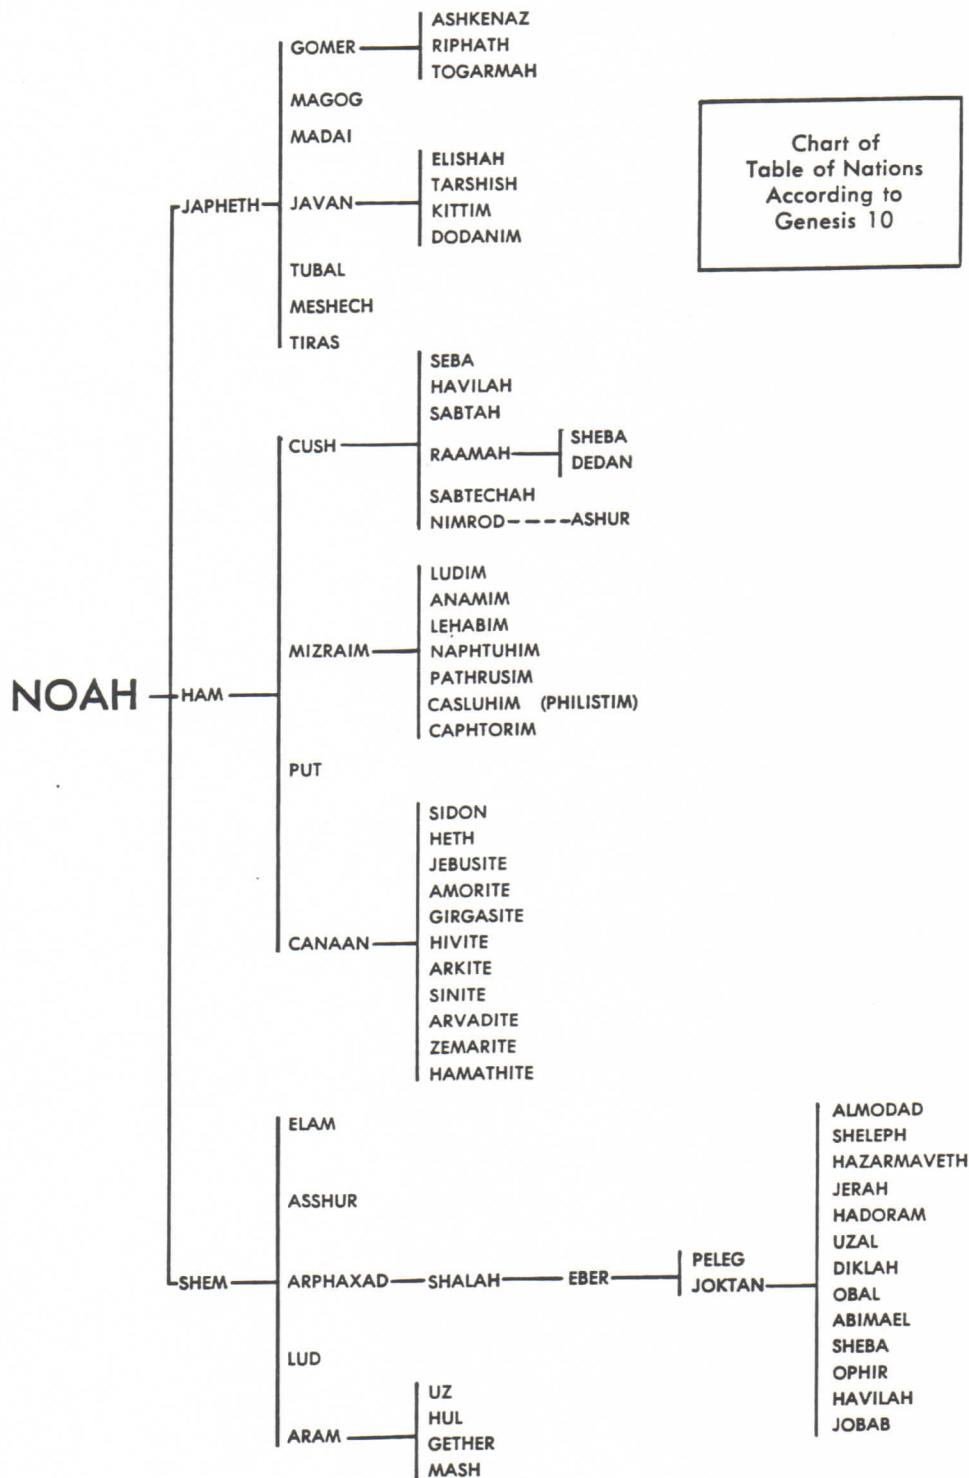 ASHKENAZ
GOMER RIPHATH
TOGARMAH
MAGOG
MADAI
Chart of
Table of Nations
According to
Genesis 10
ELISHAH
TARSHISH
JAPHETH JAVAN KITTIM
DODANIM
TUBAL
MESHECH
TIRAS
SEBA
HAVILAH
SABTAH
CUSH RAAMAH SHEBA
DEDAN
SABTECHAH
NIMROD ASHUR
LUDIM
ANAMIM
LEHABIM
MIZRAIM NAPHTUHIM
PATHRUSIM
NOAH HAM CASLUHIM (PHILISTIM)
CAPHTORIM
PUT
SIDON
HETH
JEBUSITE
AMORITE
GIRGASITE
CANAAN HIVITE
ARKITE
SINITE
ARVADITE
ZEMARITE
HAMATHITE
ELAM
ASSHUR
SHEM ARPHAXAD SHALAH EBER PELEG
JOKTAN
ALMODAD
SHELEPH
HAZARMAVETH
JERAH
HADORAM
UZAL
DIKLAH
OBAL
ABIMAEL
SHEBA
OPHIR
HAVILAH
JOBAB
LUD
UZ
HUL
ARAM GETHER
MASH